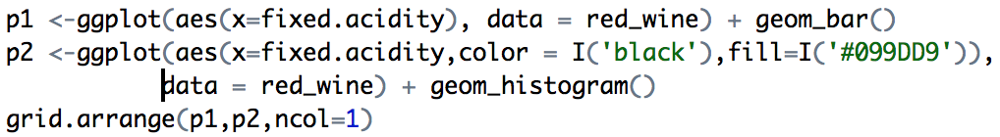 p1 <-ggplot(aes(x=fixed.acidity), data = red_wine) + geom_bar()
p2 <-ggplot(aes(x=fixed.acidity,color = I('black'),fill=I('#099DD9')),
data = red_wine) + geom_histogram()
grid.arrange(p1,p2,ncol=1)